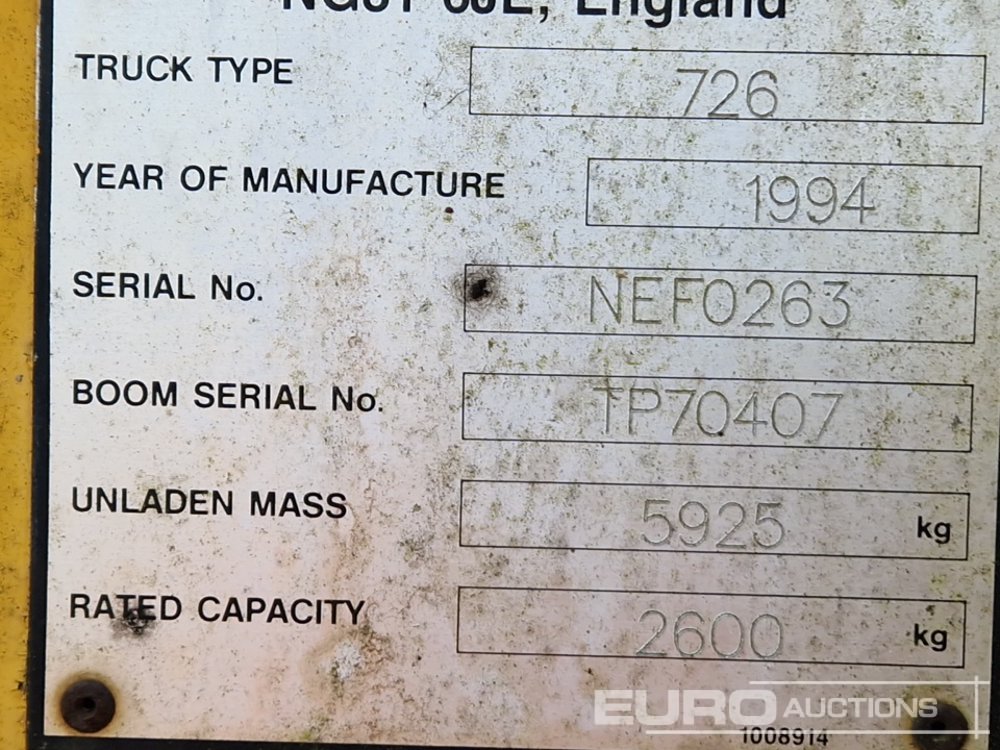 England
TRUCK TYPE 726
YEAR OF MANUFACTURE 1994
SERIAL No. NEF0263
BOOM SERIAL No. TP70407
UNLADEN MASS 5925 kg
RATED CAPACITY 2600 kg
EURO AUCTIONS
1008914